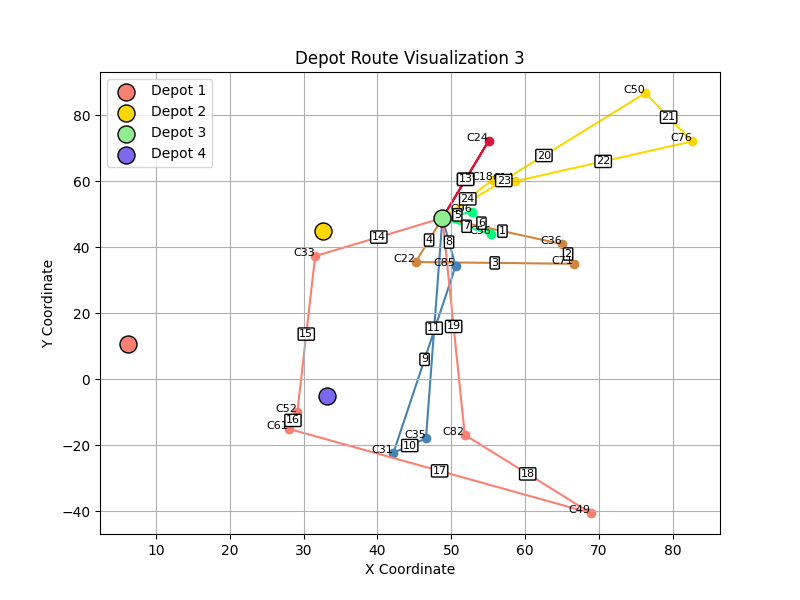 Depot Route Visualization 3
Depot 1
Depot 2
Depot 3
Depot 4
Y Coordinate
80
60
40
20
0
−20
−40
10
20
30
40
50
60
70
80
X Coordinate
C50
21
C76
C24
20
22
13
C18
23
24
5
6
7
C56
1
14
4
8
C36
2
C33
C22
C85
3
C71
15
11
19
9
C52
16
C61
C35
C82
10
C31
17
18
C49